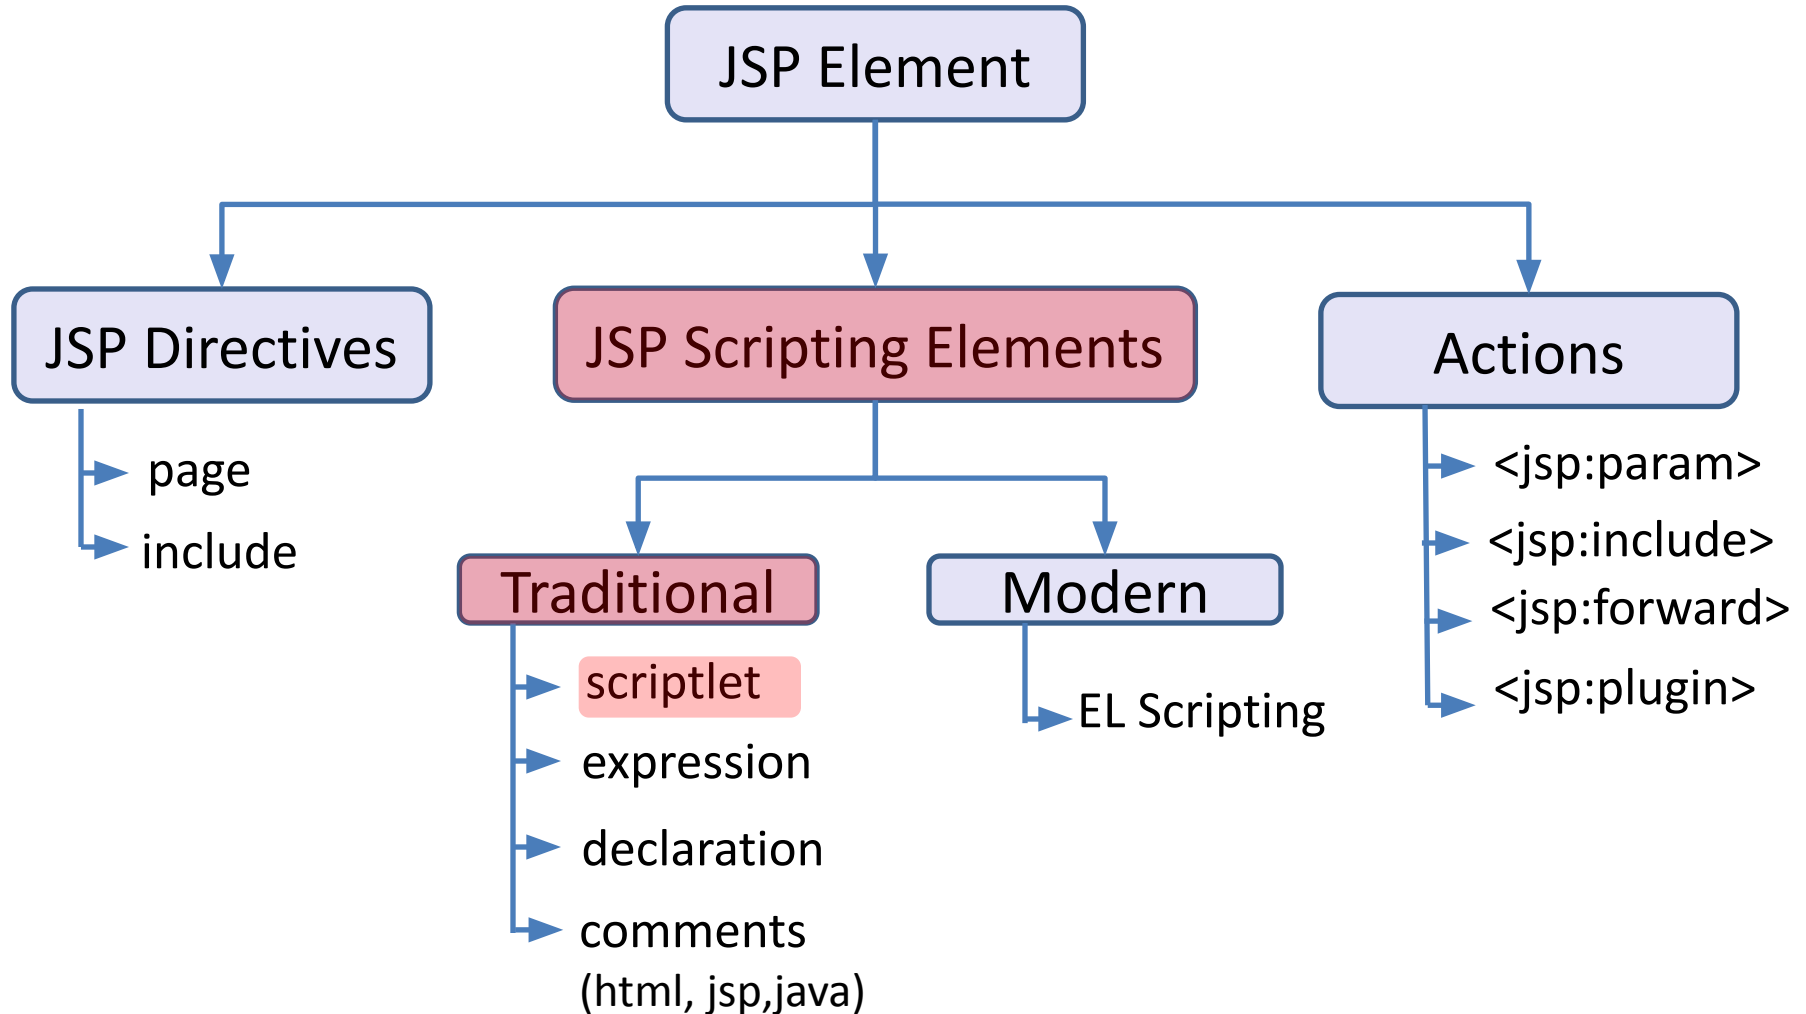 JSP Element
JSP Directives
page
include
JSP Scripting Elements
Traditional
scriptlet
expression
declaration
comments
(html, jsp,java)
Modern
EL Scripting
Actions
<jsp:param>
<jsp:include>
<jsp:forward>
<jsp:plugin>